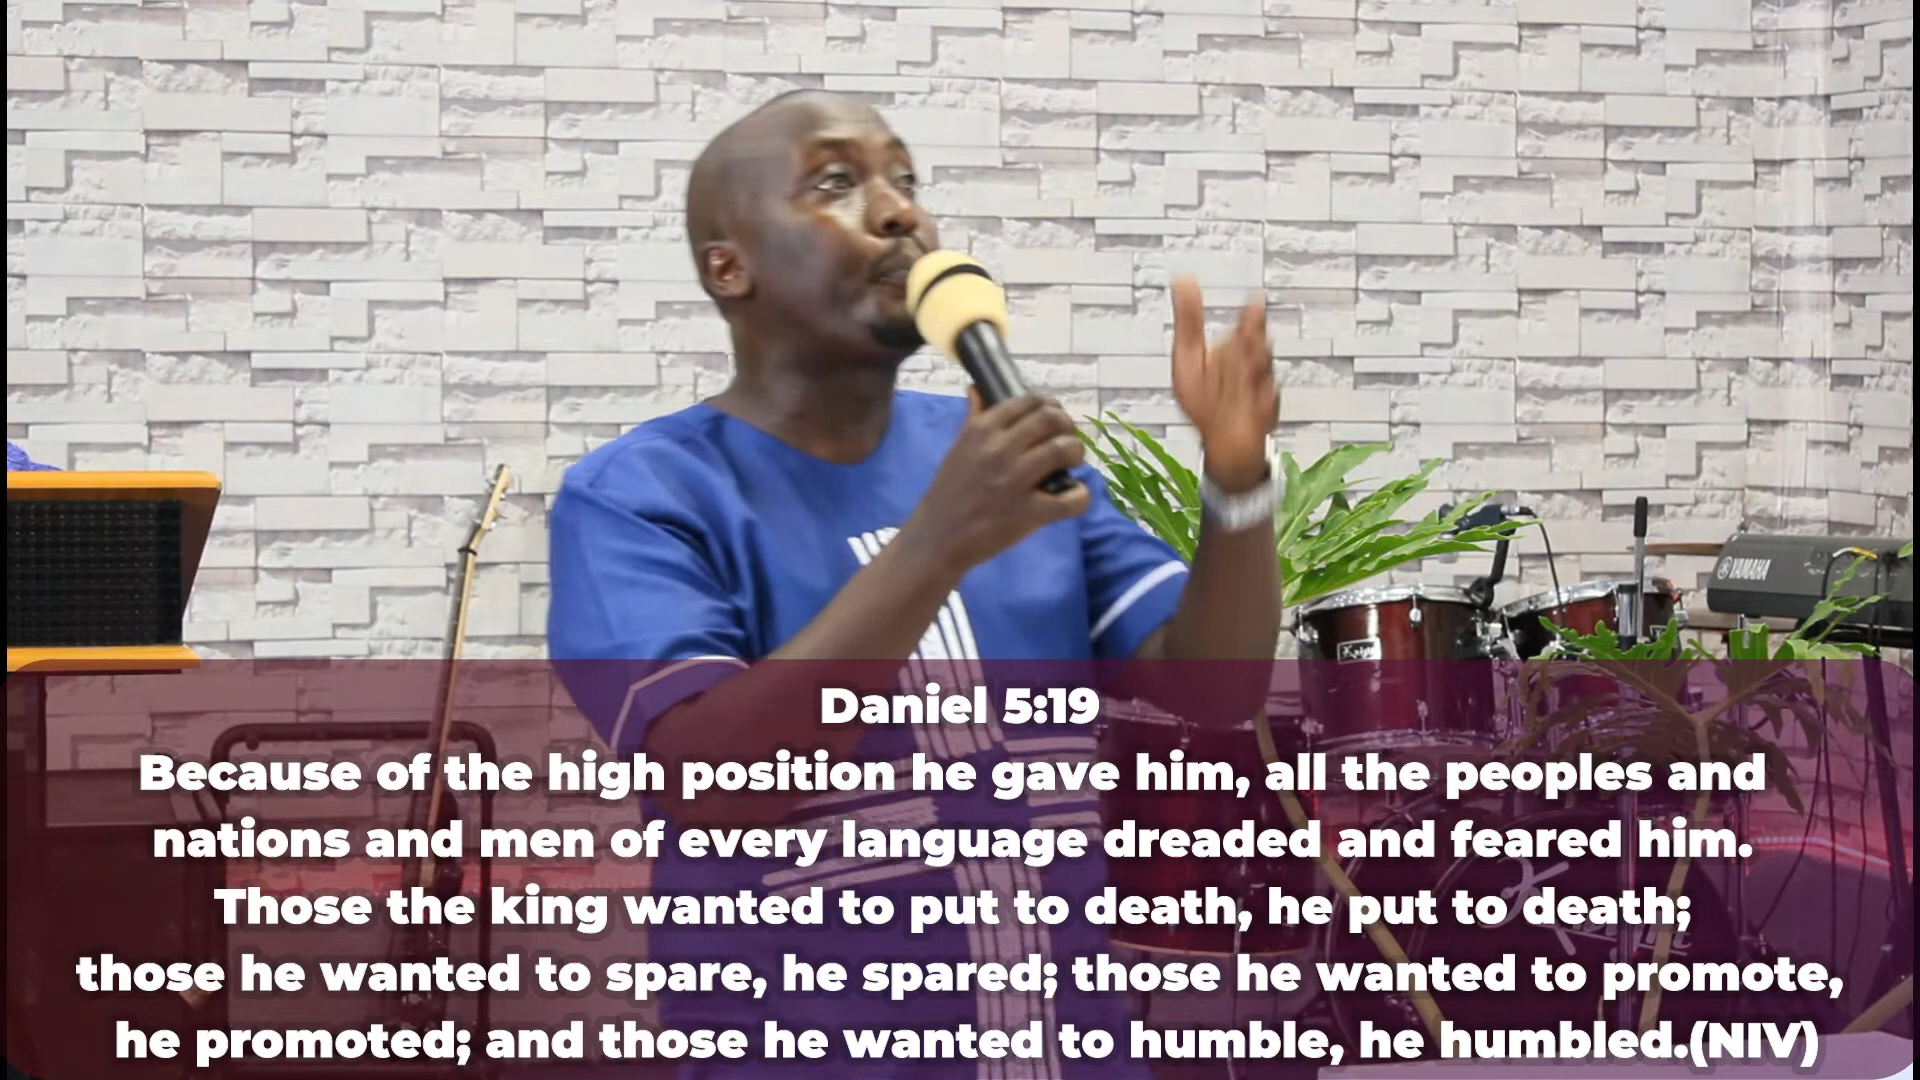 YAMAHA
Daniel 5:19
Because of the high position he gave him, all the peoples and
nations and men of every language dreaded and feared him.
Those the king wanted to put to death, he put to death;
those he wanted to spare, he spared; those he wanted to promote,
he promoted; and those he wanted to humble, he humbled.(NIV)